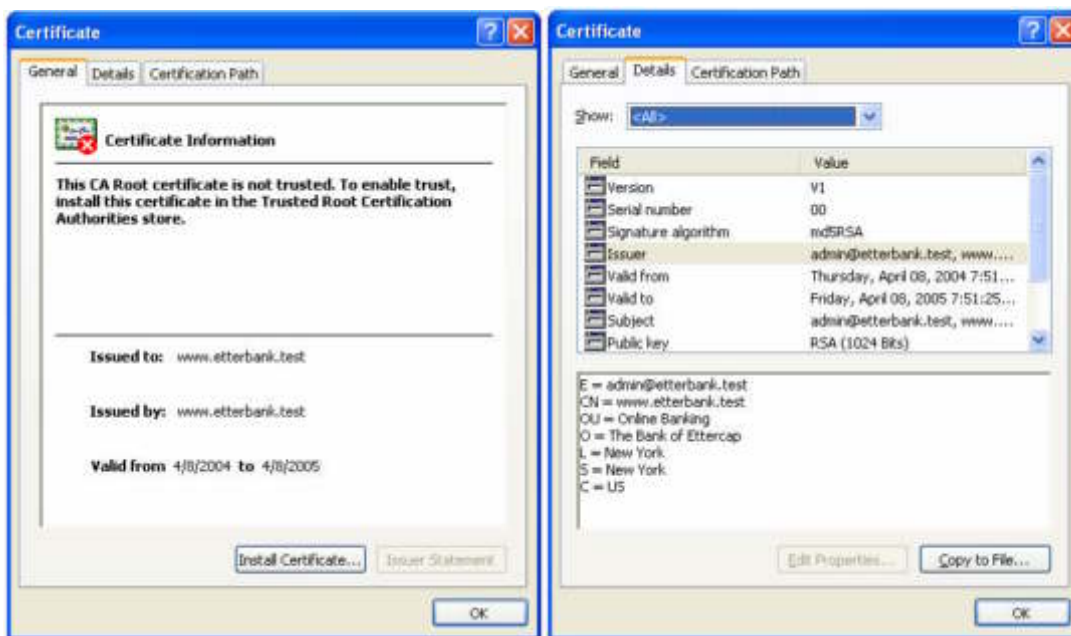 Certificate
General Details Certification Path
Certificate Information
This CA Root certificate is not trusted. To enable trust,
install this certificate in the Trusted Root Certification
Authorities store.
Issued to: www.etterbank.test
Issued by: www.etterbank.test
Valid from 4/8/2004 to 4/8/2005
Install Certificate... Issuer Statement
OK
Certificate
General Details Certification Path
Show: <All>
Field Value
Version V1
Serial number 00
Signature algorithm md5RSA
Issuer admin@etterbank.test, www....
Valid from Thursday, April 08, 2004 7:51...
Valid to Friday, April 08, 2005 7:51:25...
Subject admin@etterbank.test, www....
Public key RSA (1024 Bits)
E = admin@etterbank.test
CN = www.etterbank.test
OU = Online Banking
O = The Bank of Ettercap
L = New York
S = New York
C = US
Edit Properties... Copy to File...
OK